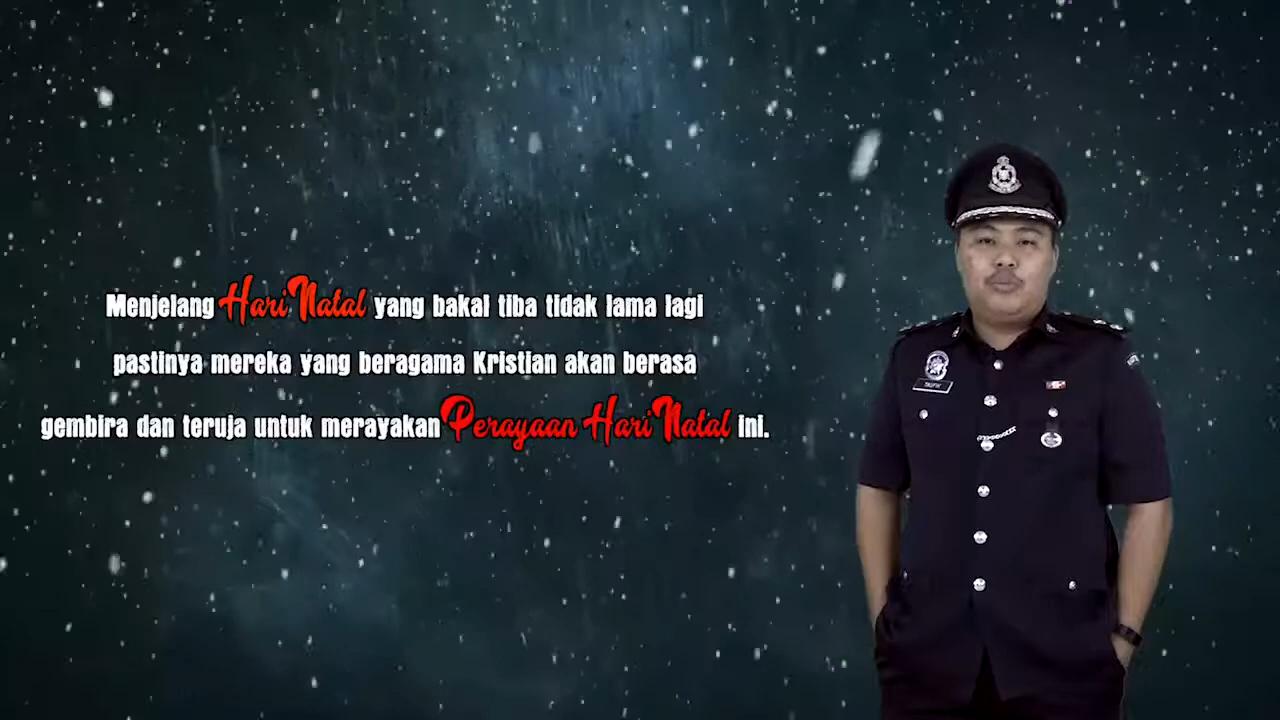 Menjelang Hari Natal yang bakal tiba tidak lama lagi
pastinya mereka yang beragama Kristian akan berasa
gembira dan teruja untuk merayakan Perayaan Hari Natal ini.
TAUFIK